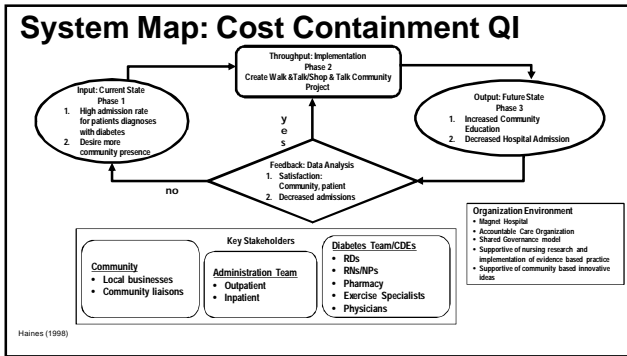 System Map: Cost Containment QI
Throughput: Implementation
Phase 2
Create Walk &Talk/Shop & Talk Community
Project
Input: Current State
Phase 1
1. High admission rate
for patients diagnoses
with diabetes
2. Desire more
community presence
Output: Future State
Phase 3
1. Increased Community
Education
2. Decreased Hospital Admission
yes
Feedback: Data Analysis
1. Satisfaction:
Community, patient
2. Decreased admissions
no
Organization Environment
• Magnet Hospital
• Accountable Care Organization
• Shared Governance model
• Supportive of nursing research and
implementation of evidence based practice
• Supportive of community based innovative
ideas
Key Stakeholders
Community
• Local businesses
• Community liaisons
Administration Team
• Outpatient
• Inpatient
Diabetes Team/CDEs
• RDs
• RNs/NPs
• Pharmacy
• Exercise Specialists
• Physicians
Haines (1998)